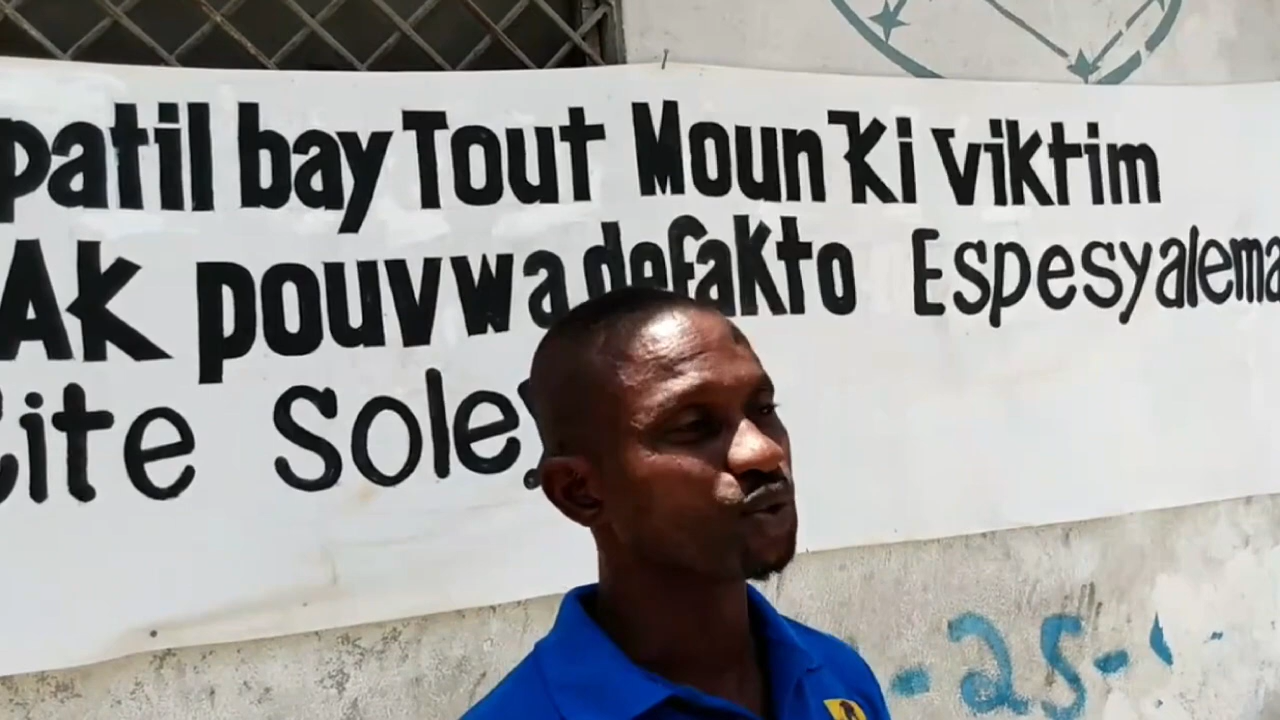 patil bay Tout Moun Ki viktim
Ak pouvwa defakto Espesyalema
Cite Sole
-25-